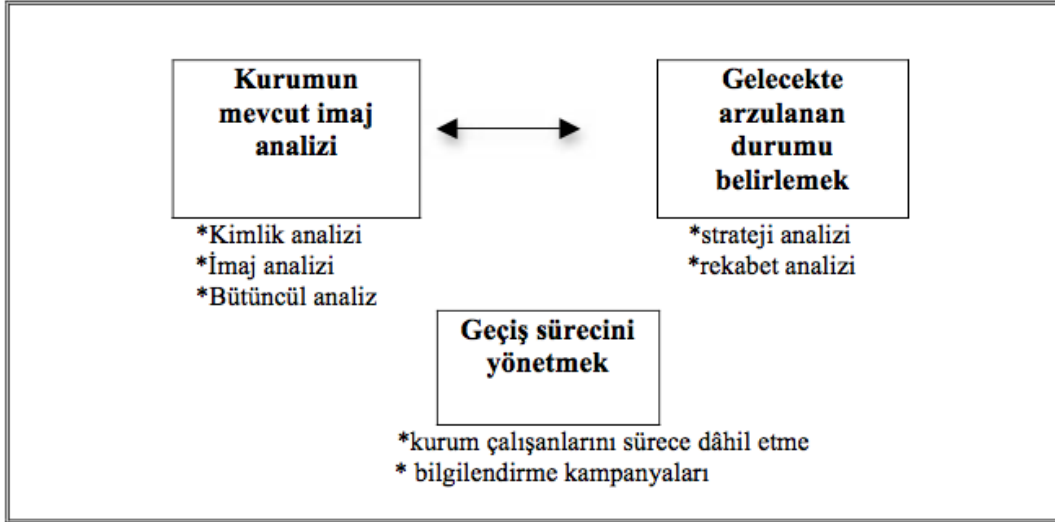 Kurumun
mevcut imaj
analizi
*Kimlik analizi
*İmaj analizi
*Bütüncül analiz
Gelecekte
arzulanan
durumu
belirlemek
*strateji analizi
*rekabet analizi
Geçiş sürecini
yönetmek
*kurum çalışanlarını sürece dâhil etme
* bilgilendirme kampanyaları